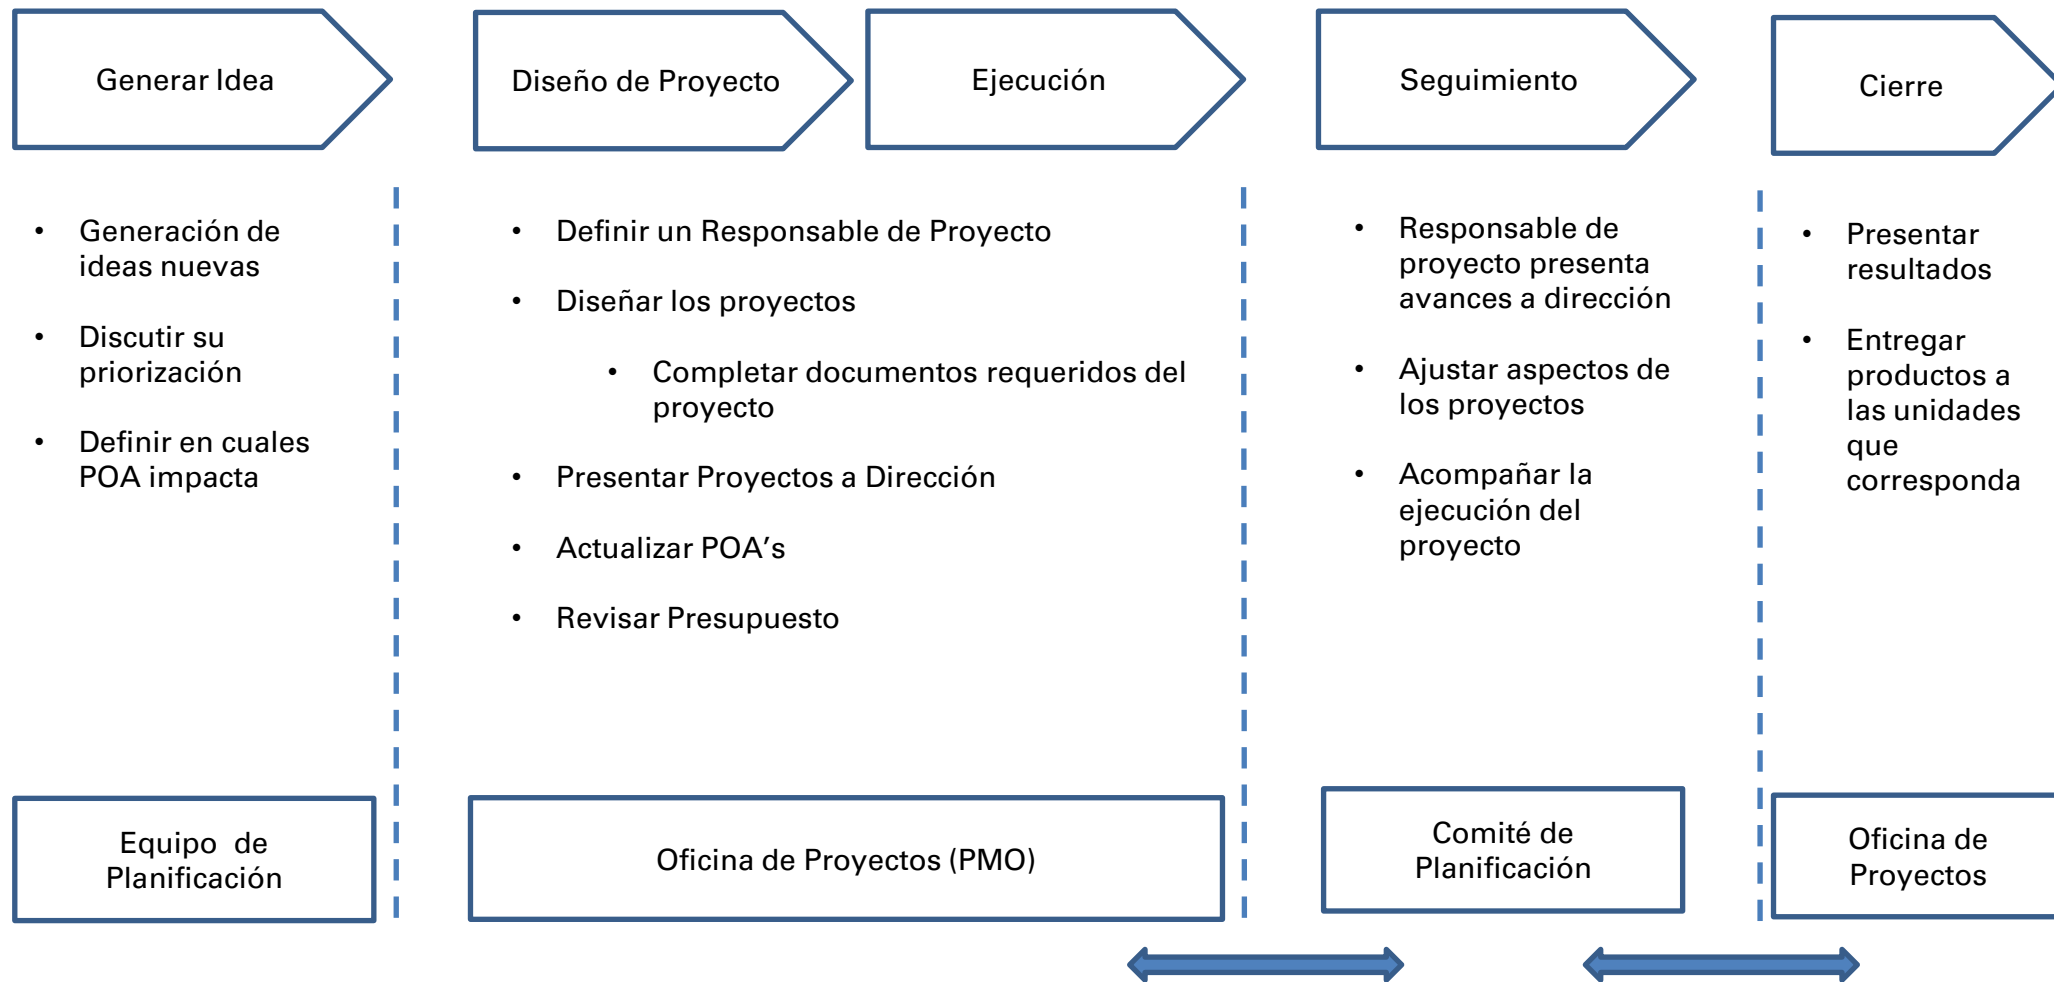 Generar Idea
Diseño de Proyecto
Ejecución
Seguimiento
Cierre
• Generación de
ideas nuevas
• Discutir su
priorización
• Definir en cuales
POA impacta
• Definir un Responsable de Proyecto
• Diseñar los proyectos
• Completar documentos requeridos del
proyecto
• Presentar Proyectos a Dirección
• Actualizar POA’s
• Revisar Presupuesto
• Responsable de
proyecto presenta
avances a dirección
• Ajustar aspectos de
los proyectos
• Acompañar la
ejecución del
proyecto
• Presentar
resultados
• Entregar
productos a
las unidades
que
corresponda
Equipo de
Planificación
Oficina de Proyectos (PMO)
Comité de
Planificación
Oficina de
Proyectos